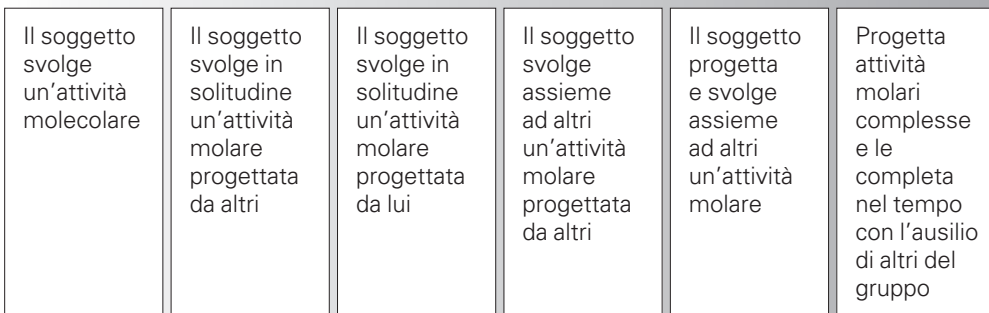 Il soggetto
svolge
un’attività
molecolare
Il soggetto
svolge in
solitudine
un’attività
molare
progettata
da altri
Il soggetto
svolge in
solitudine
un’attività
molare
progettata
da lui
Il soggetto
svolge
assieme
ad altri
un’attività
molare
progettata
da altri
Il soggetto
progetta
e svolge
assieme
ad altri
un’attività
molare
Progetta
attività
molari
complesse
e le
completa
nel tempo
con l’ausilio
di altri del
gruppo